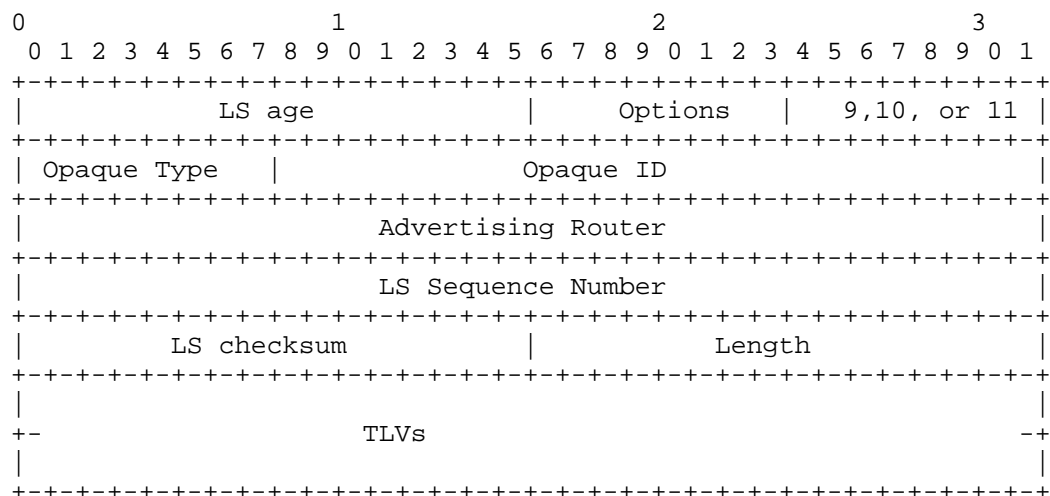 0                   1                   2                   3
 0 1 2 3 4 5 6 7 8 9 0 1 2 3 4 5 6 7 8 9 0 1 2 3 4 5 6 7 8 9 0 1
+-+-+-+-+-+-+-+-+-+-+-+-+-+-+-+-+-+-+-+-+-+-+-+-+-+-+-+-+-+-+-+-+
|            LS age             |     Options   |   9,10, or 11 |
+-+-+-+-+-+-+-+-+-+-+-+-+-+-+-+-+-+-+-+-+-+-+-+-+-+-+-+-+-+-+-+-+
| Opaque Type   |               Opaque ID                       |
+-+-+-+-+-+-+-+-+-+-+-+-+-+-+-+-+-+-+-+-+-+-+-+-+-+-+-+-+-+-+-+-+
|                      Advertising Router                       |
+-+-+-+-+-+-+-+-+-+-+-+-+-+-+-+-+-+-+-+-+-+-+-+-+-+-+-+-+-+-+-+-+
|                      LS Sequence Number                       |
+-+-+-+-+-+-+-+-+-+-+-+-+-+-+-+-+-+-+-+-+-+-+-+-+-+-+-+-+-+-+-+-+
|         LS checksum           |           Length              |
+-+-+-+-+-+-+-+-+-+-+-+-+-+-+-+-+-+-+-+-+-+-+-+-+-+-+-+-+-+-+-+-+
|                                                               |
+-                    TLVs                                     -+
|                                                               |
+-+-+-+-+-+-+-+-+-+-+-+-+-+-+-+-+-+-+-+-+-+-+-+-+-+-+-+-+-+-+-+-+